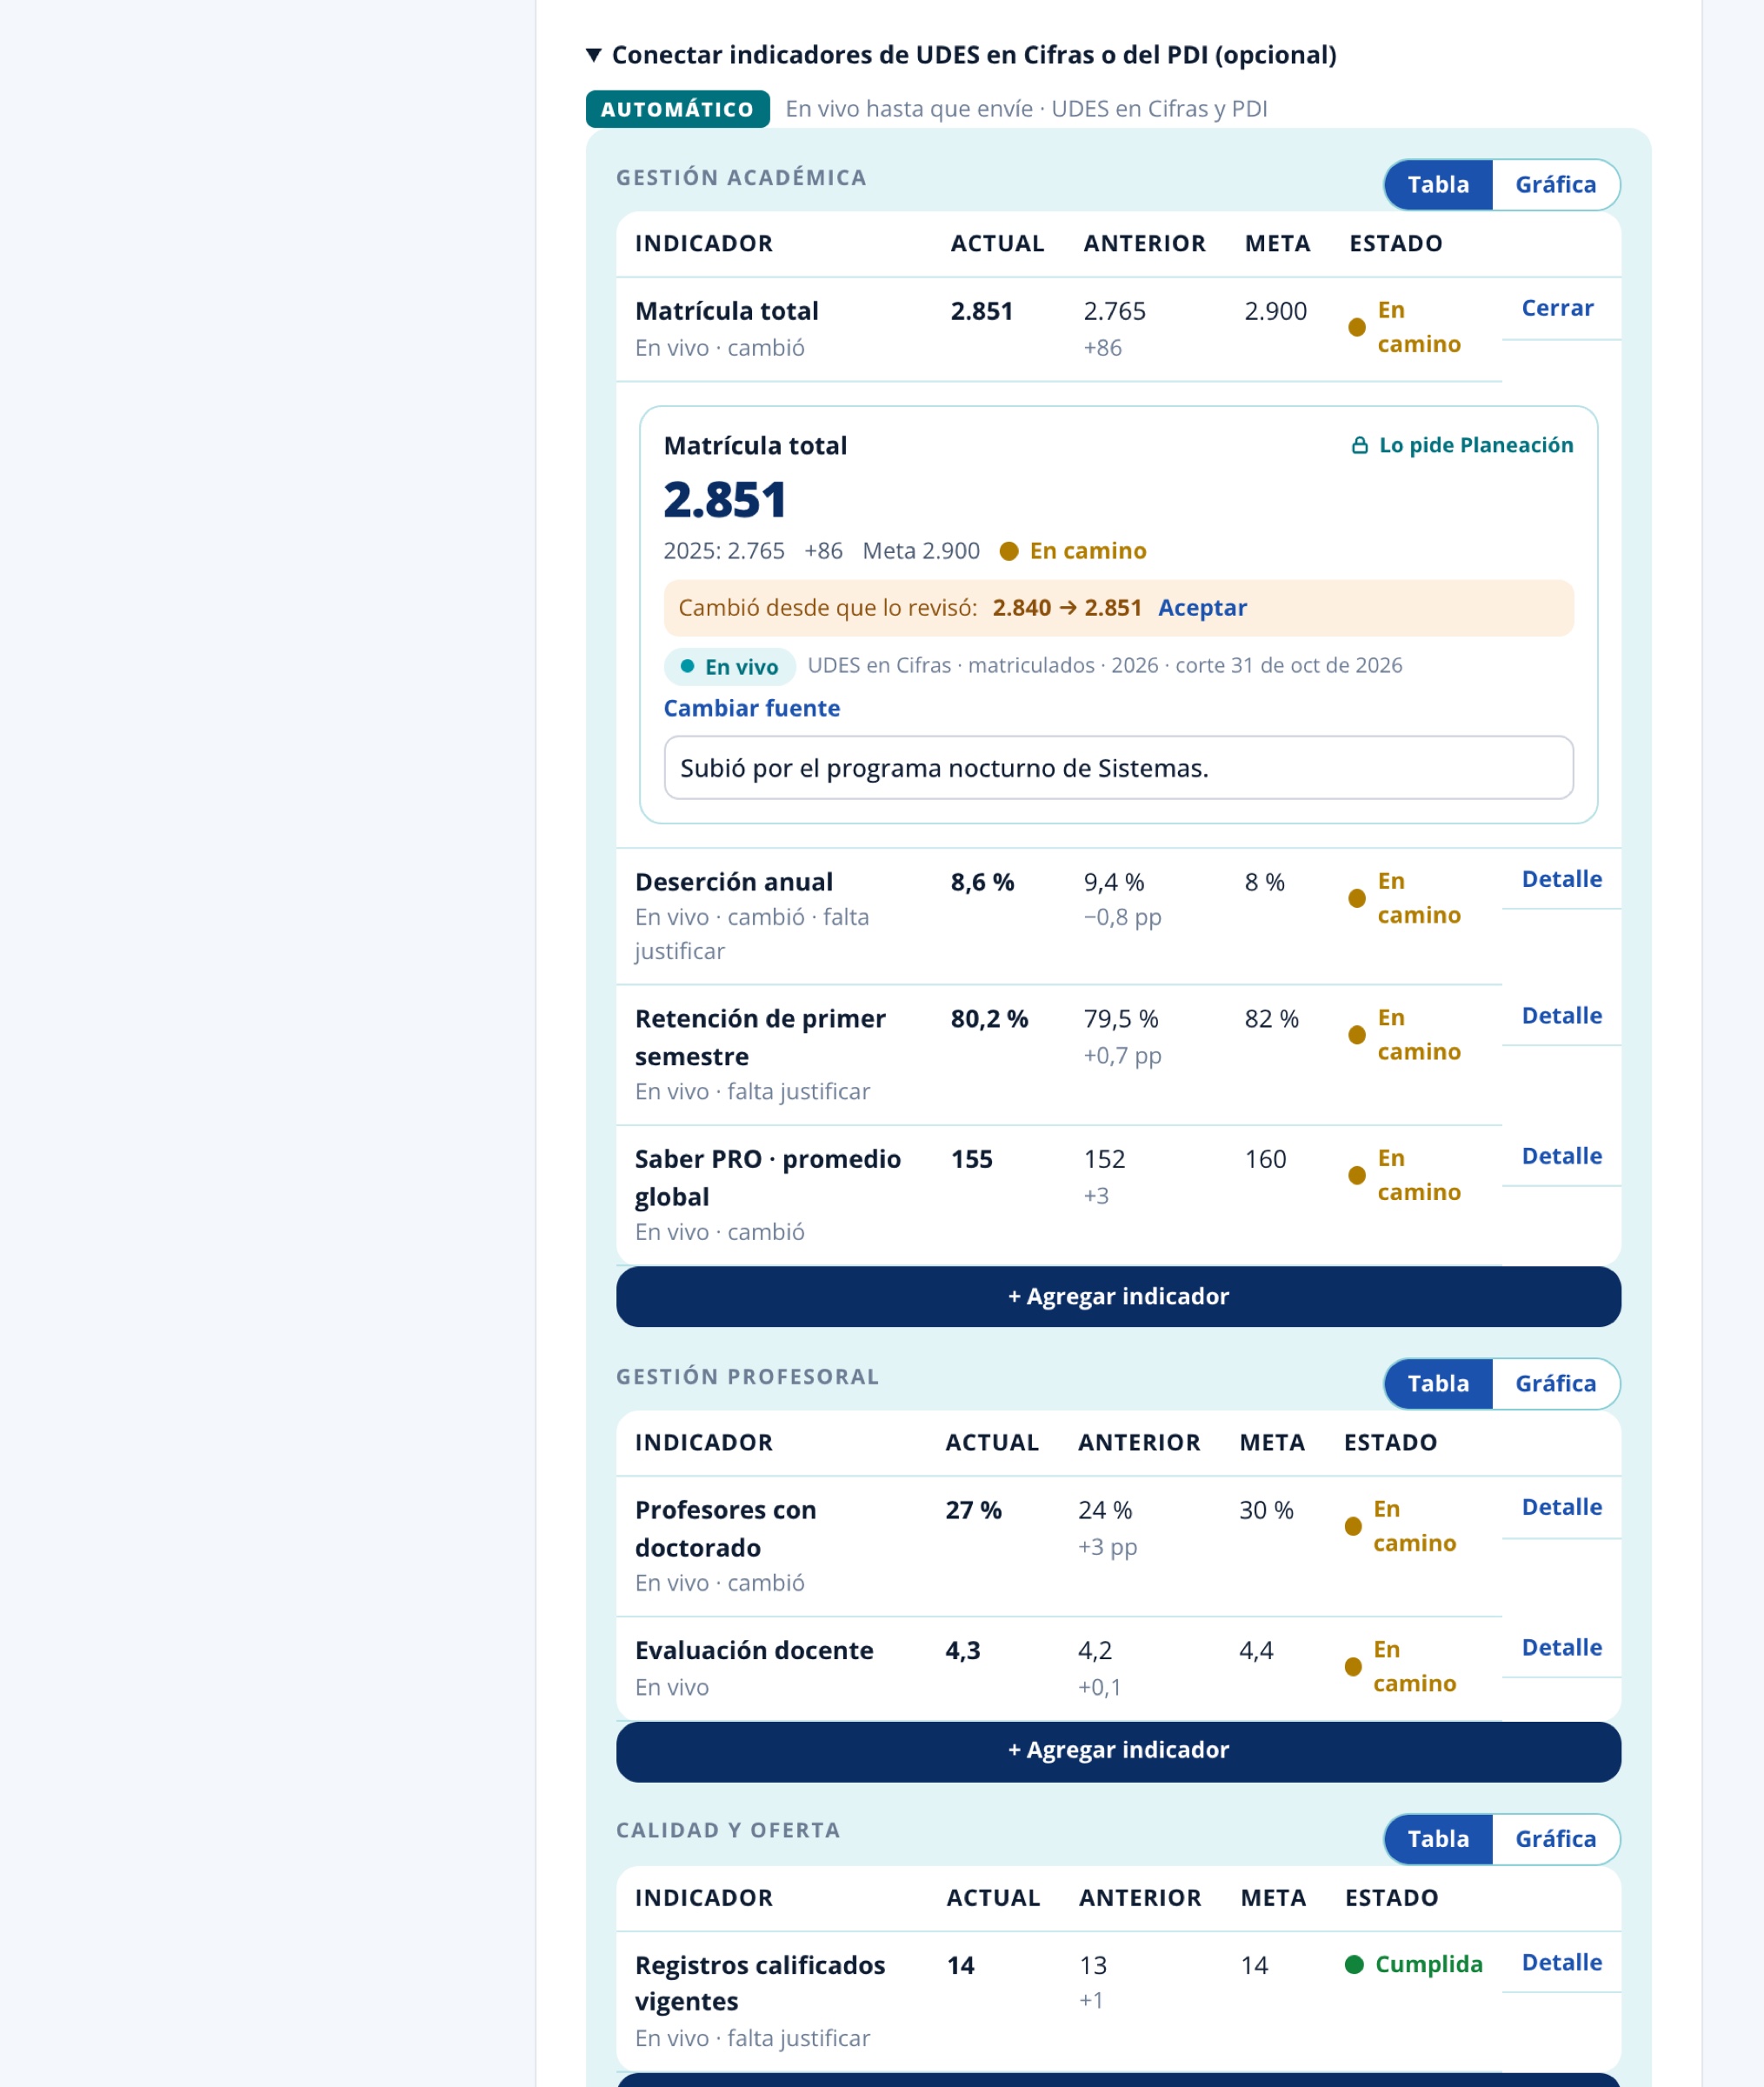 ▼ Conectar indicadores de UDES en Cifras o del PDI (opcional)
AUTOMÁTICO En vivo hasta que envíe · UDES en Cifras y PDI
GESTIÓN ACADÉMICA Tabla Gráfica
INDICADOR ACTUAL ANTERIOR META ESTADO
Matrícula total 2.851 2.765 2.900 En camino Cerrar
En vivo · cambió +86
Matrícula total Lo pide Planeación
2.851
2025: 2.765 +86 Meta 2.900 En camino
Cambió desde que lo revisó: 2.840 → 2.851 Aceptar
En vivo UDES en Cifras · matriculados · 2026 · corte 31 de oct de 2026
Cambiar fuente
Subió por el programa nocturno de Sistemas.
Deserción anual 8,6 % 9,4 % 8 % En camino Detalle
En vivo · cambió · falta −0,8 pp
justificar
Retención de primer 80,2 % 79,5 % 82 % En camino Detalle
semestre +0,7 pp
En vivo · falta justificar
Saber PRO · promedio 155 152 160 En camino Detalle
global +3
En vivo · cambió
+ Agregar indicador
GESTIÓN PROFESORAL Tabla Gráfica
INDICADOR ACTUAL ANTERIOR META ESTADO
Profesores con 27 % 24 % 30 % En camino Detalle
doctorado +3 pp
En vivo · cambió
Evaluación docente 4,3 4,2 4,4 En camino Detalle
En vivo +0,1
+ Agregar indicador
CALIDAD Y OFERTA Tabla Gráfica
INDICADOR ACTUAL ANTERIOR META ESTADO
Registros calificados 14 13 14 Cumplida Detalle
vigentes +1
En vivo · falta justificar